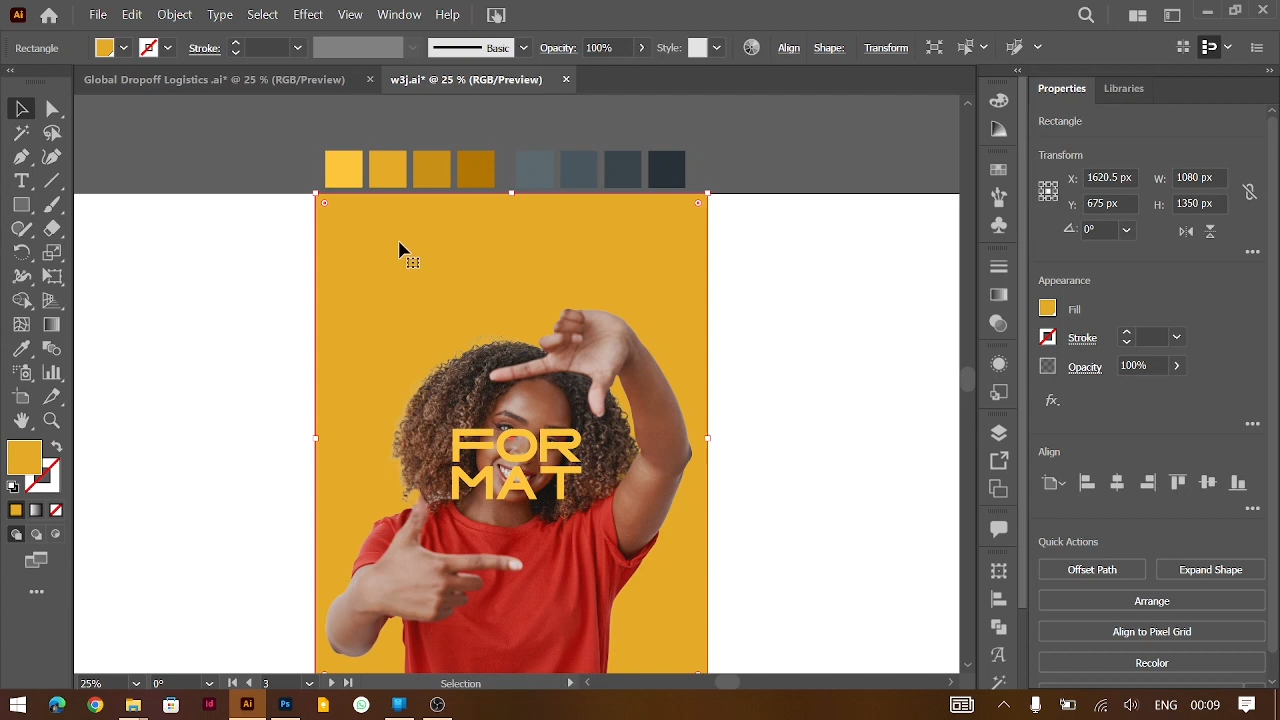 Ai File Edit Object Type Select Effect View Window Help
Rectangle Stroke: Basic Opacity: 100% Style: Align Shape: Transform
Global Dropoff Logistics.ai* @ 25 % (RGB/Preview) × w3j.ai* @ 25 % (RGB/Preview) ×
Properties Libraries
Rectangle
Transform
X: 1620.5 px W: 1080 px
Y: 675 px H: 1350 px
0°
Appearance
Fill
Stroke
Opacity 100%
fx.
Align
Quick Actions
Offset Path Expand Shape
Arrange
Align to Pixel Grid
Recolor
FOR
MAT
25% 0° 3 Selection
Id Ai Ps ENG 00:09